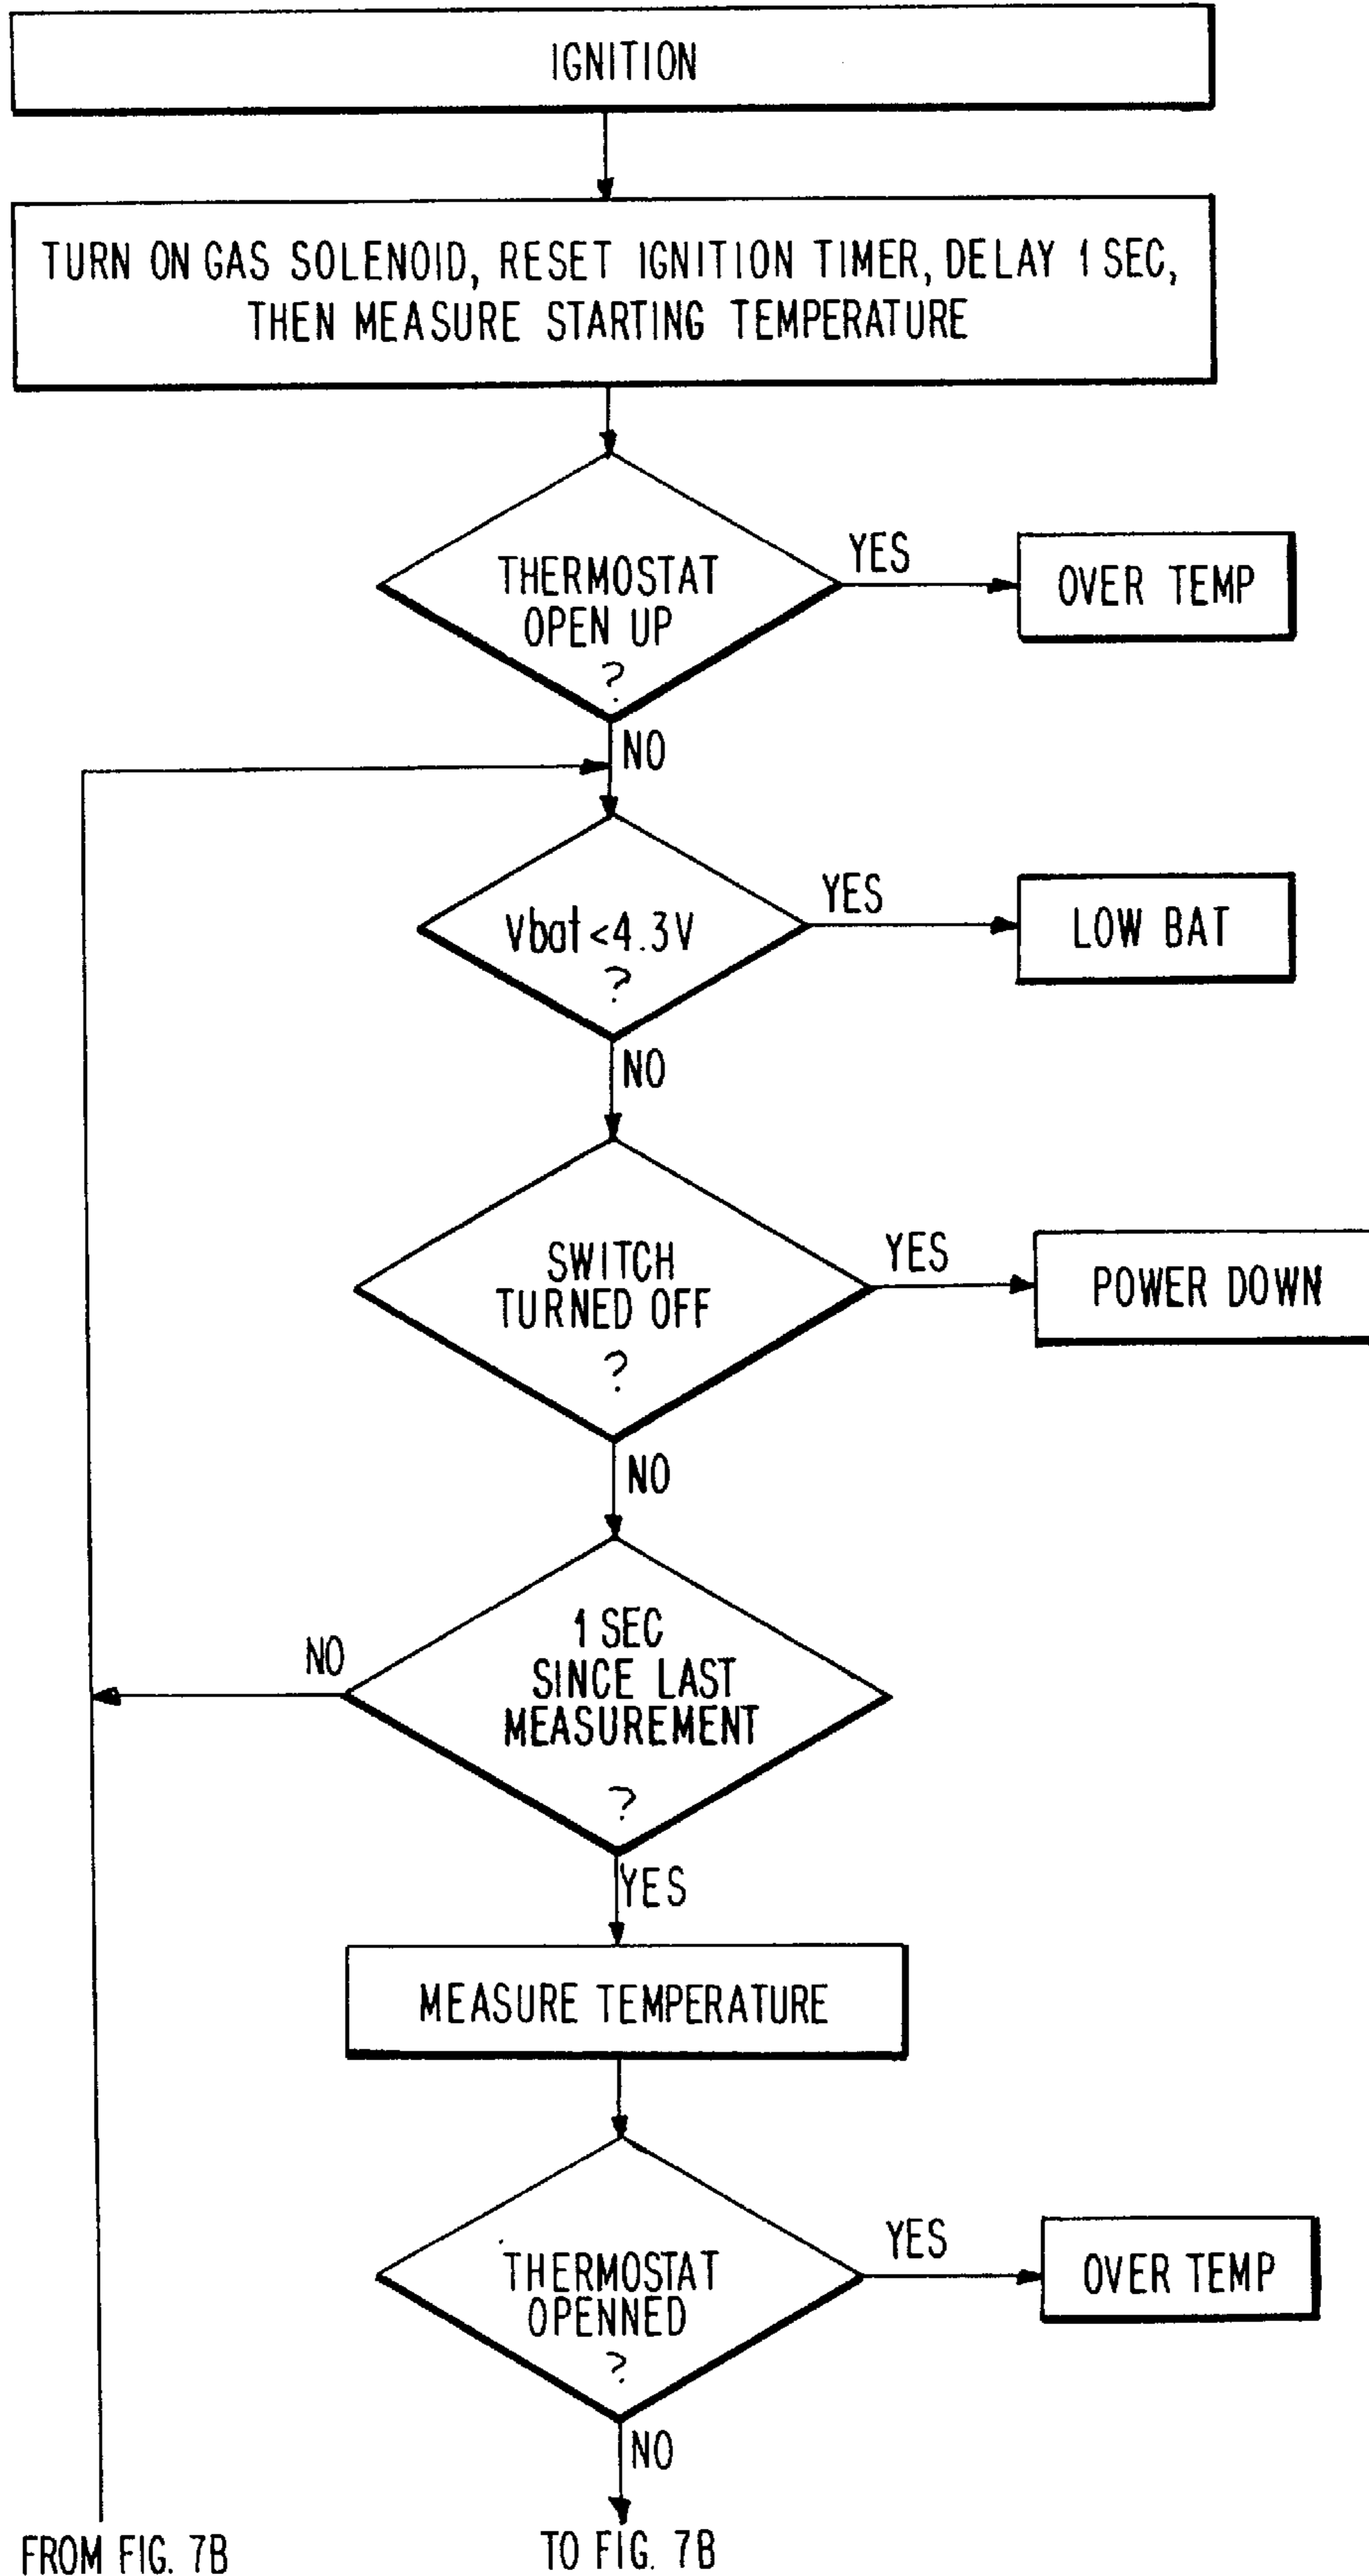 IGNITION
TURN ON GAS SOLENOID, RESET IGNITION TIMER, DELAY 1 SEC,
THEN MEASURE STARTING TEMPERATURE
THERMOSTAT
OPEN UP
?
YES
OVER TEMP
NO
Vbat<4.3V
?
YES
LOW BAT
NO
SWITCH
TURNED OFF
?
YES
POWER DOWN
NO
1 SEC
SINCE LAST
MEASUREMENT
?
NO
YES
MEASURE TEMPERATURE
THERMOSTAT
OPENNED
?
YES
OVER TEMP
NO
FROM FIG. 7B
TO FIG. 7B